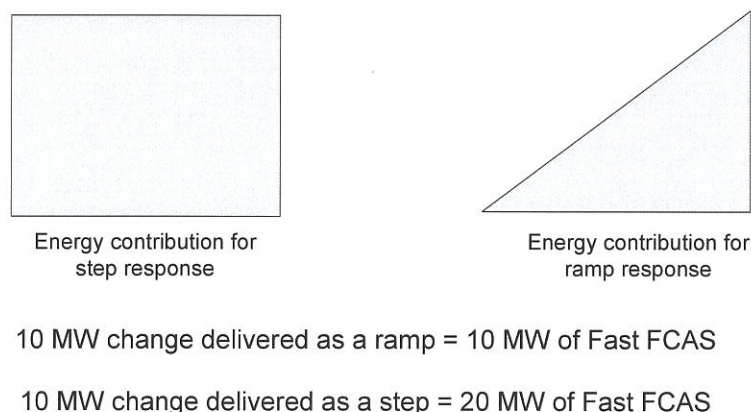 Energy contribution for
step response
Energy contribution for
ramp response
10 MW change delivered as a ramp = 10 MW of Fast FCAS
10 MW change delivered as a step = 20 MW of Fast FCAS